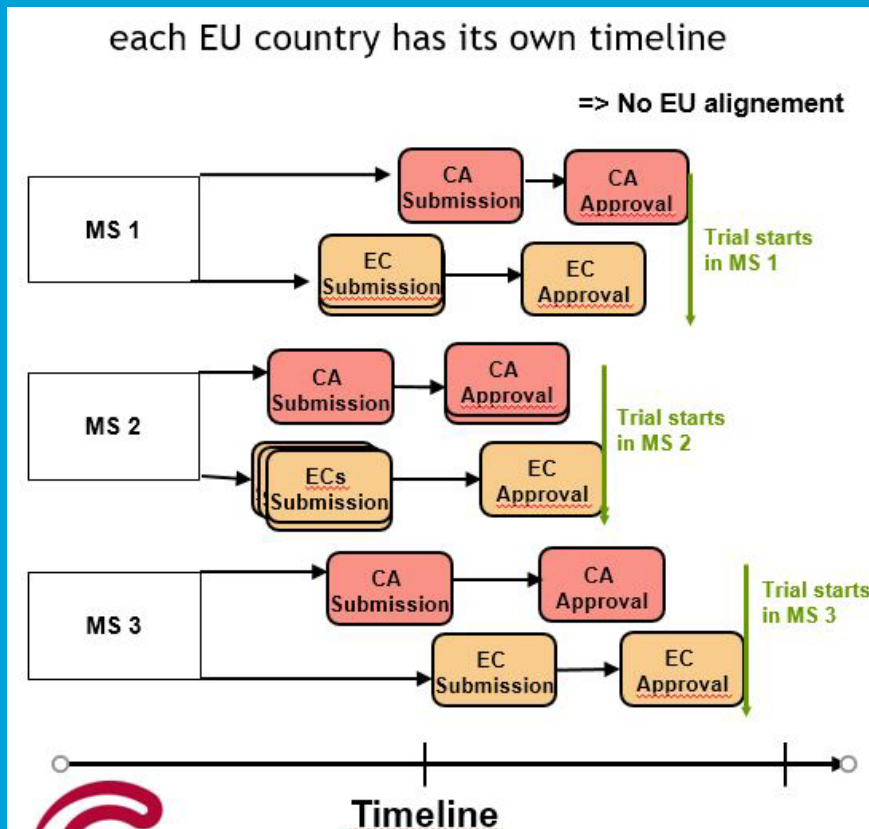 each EU country has its own timeline
=> No EU alignement
MS 1
CA
Submission
CA
Approval
EC
Submission
EC
Approval
Trial starts
in MS 1
MS 2
CA
Submission
CA
Approval
ECs
Submission
EC
Approval
Trial starts
in MS 2
MS 3
CA
Submission
CA
Approval
EC
Submission
EC
Approval
Trial starts
in MS 3
Timeline